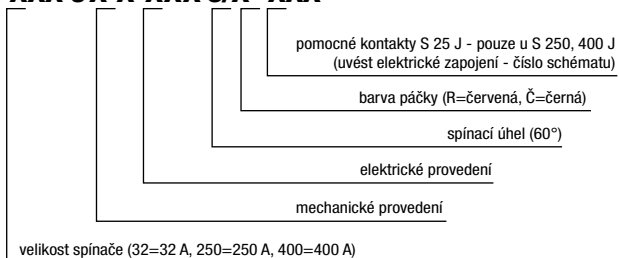 pomocné kontakty S 25 J - pouze u S 250, 400 J
(uvést elektrické zapojení - číslo schématu)
barva páčky (R=červená, Č=černá)
spínací úhel (60°)
elektrické provedení
mechanické provedení
velikost spínače (32=32 A, 250=250 A, 400=400 A)